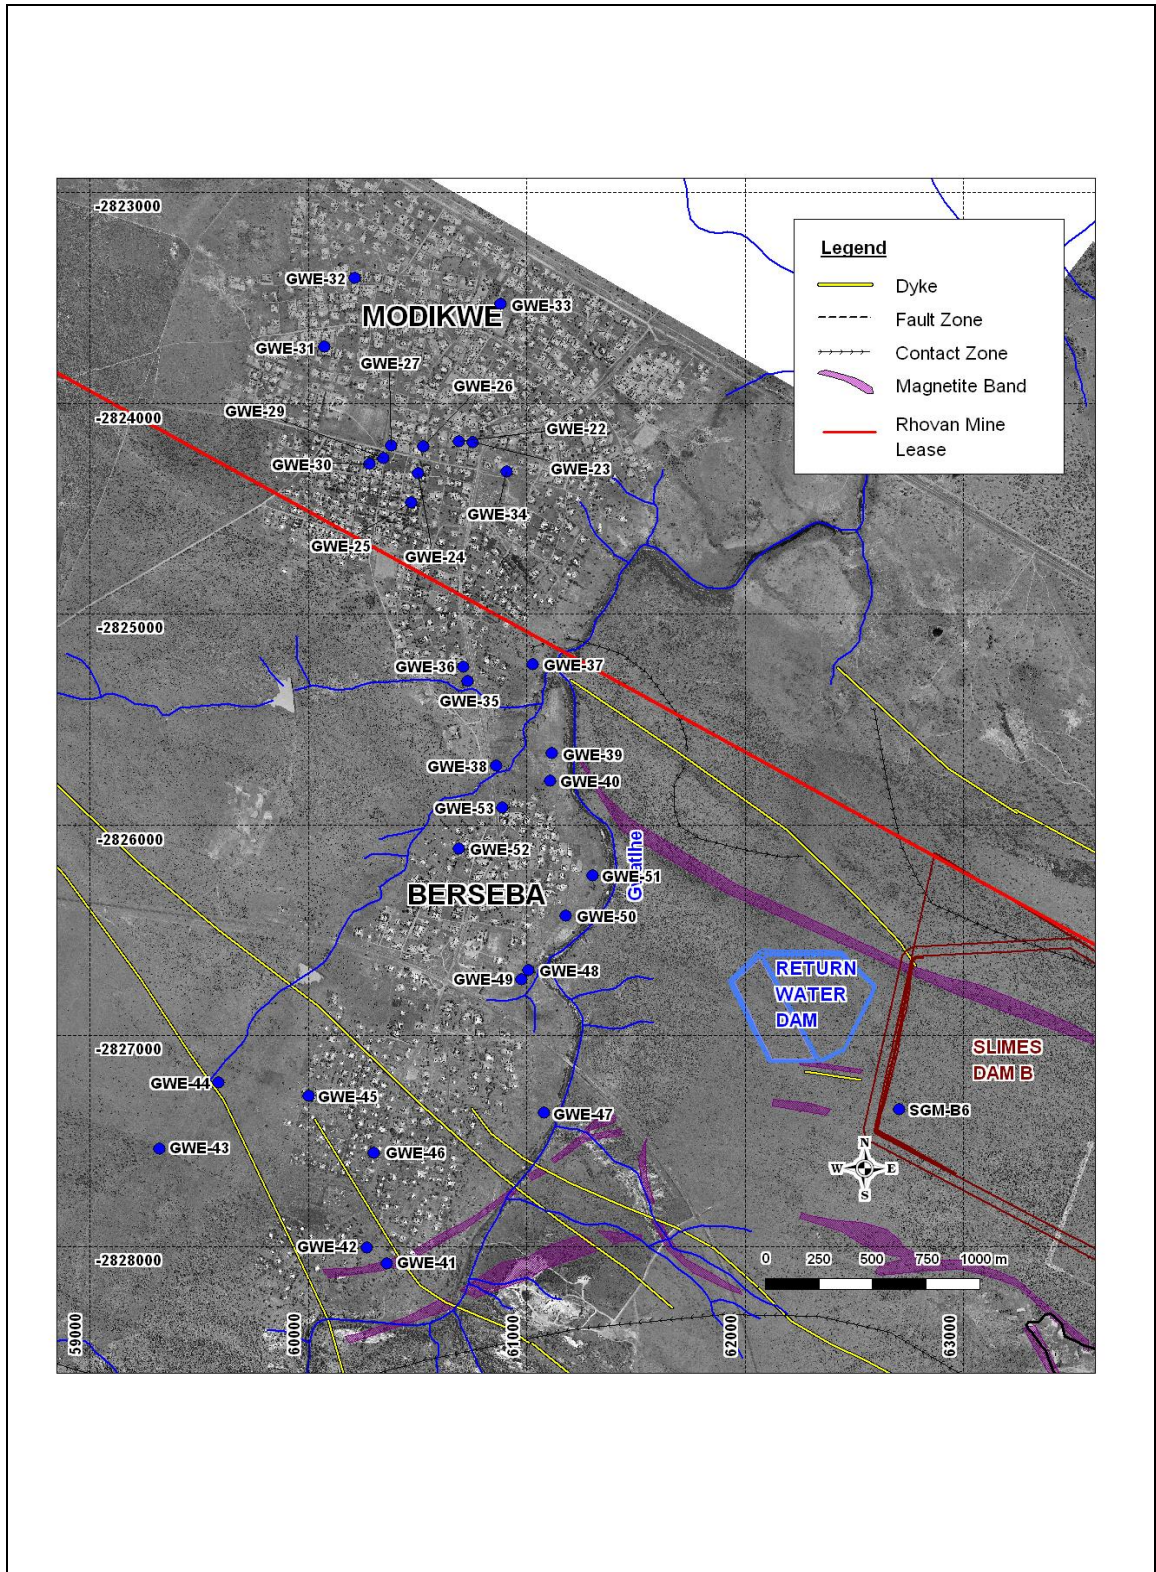 -2823000
Legend
Dyke
Fault Zone
Contact Zone
Magnetite Band
Rhovan Mine
Lease
GWE-32
GWE-33
MODIKWE
GWE-31
GWE-27
GWE-26
GWE-29
-2824000
GWE-22
GWE-30
GWE-23
GWE-34
GWE-25
GWE-24
-2825000
GWE-36
GWE-37
GWE-35
GWE-39
GWE-38
GWE-40
GWE-53
-2826000
GWE-52
Gwatlhe
GWE-51
BERSEBA
GWE-50
GWE-48
GWE-49
RETURN
WATER
DAM
-2827000
SLIMES
DAM B
GWE-44
GWE-45
GWE-47
SGM-B6
GWE-43
GWE-46
N
W E
S
GWE-42
-2828000
GWE-41
0 250 500 750 1000 m
59000
60000
61000
62000
63000